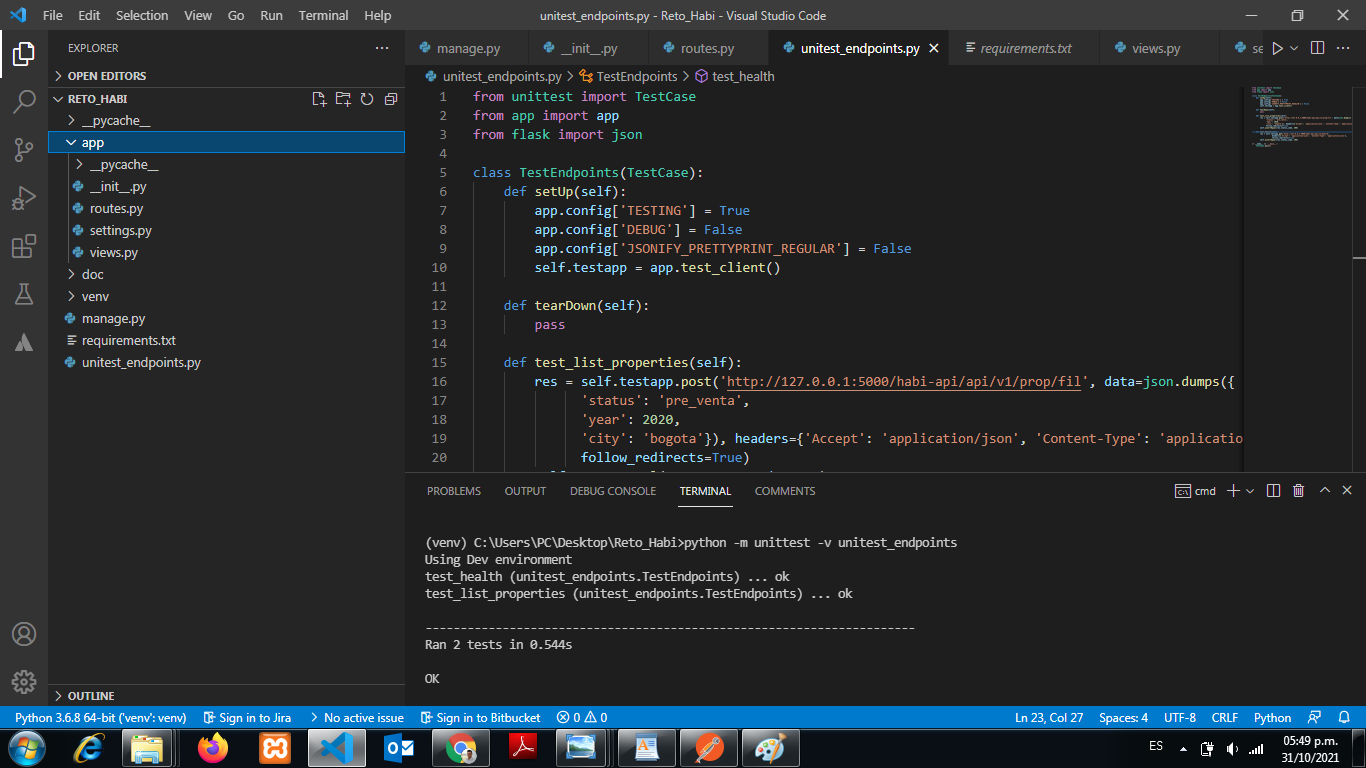 File Edit Selection View Go Run Terminal Help unitest_endpoints.py - Reto_Habi - Visual Studio Code
EXPLORER
OPEN EDITORS
RETO_HABI
__pycache__
app
__pycache__
__init__.py
routes.py
settings.py
views.py
doc
venv
manage.py
requirements.txt
unitest_endpoints.py
OUTLINE
manage.py __init__.py routes.py unitest_endpoints.py requirements.txt views.py se
unitest_endpoints.py > TestEndpoints > test_health
1 from unittest import TestCase
2 from app import app
3 from flask import json
4
5 class TestEndpoints(TestCase):
6 def setUp(self):
7 app.config['TESTING'] = True
8 app.config['DEBUG'] = False
9 app.config['JSONIFY_PRETTYPRINT_REGULAR'] = False
10 self.testapp = app.test_client()
11
12 def tearDown(self):
13 pass
14
15 def test_list_properties(self):
16 res = self.testapp.post('http://127.0.0.1:5000/habi-api/api/v1/prop/fil', data=json.dumps({
17 'status': 'pre_venta',
18 'year': 2020,
19 'city': 'bogota'}), headers={'Accept': 'application/json', 'Content-Type': 'applicatio
20 follow_redirects=True)
PROBLEMS OUTPUT DEBUG CONSOLE TERMINAL COMMENTS cmd
(venv) C:\Users\PC\Desktop\Reto_Habi>python -m unittest -v unitest_endpoints
Using Dev environment
test_health (unitest_endpoints.TestEndpoints) ... ok
test_list_properties (unitest_endpoints.TestEndpoints) ... ok
----------------------------------------------------------------------
Ran 2 tests in 0.544s
OK
Python 3.6.8 64-bit ('venv': venv) Sign in to Jira No active issue Sign in to Bitbucket 0 0 Ln 23, Col 27 Spaces: 4 UTF-8 CRLF Python
ES 05:49 p.m.
31/10/2021